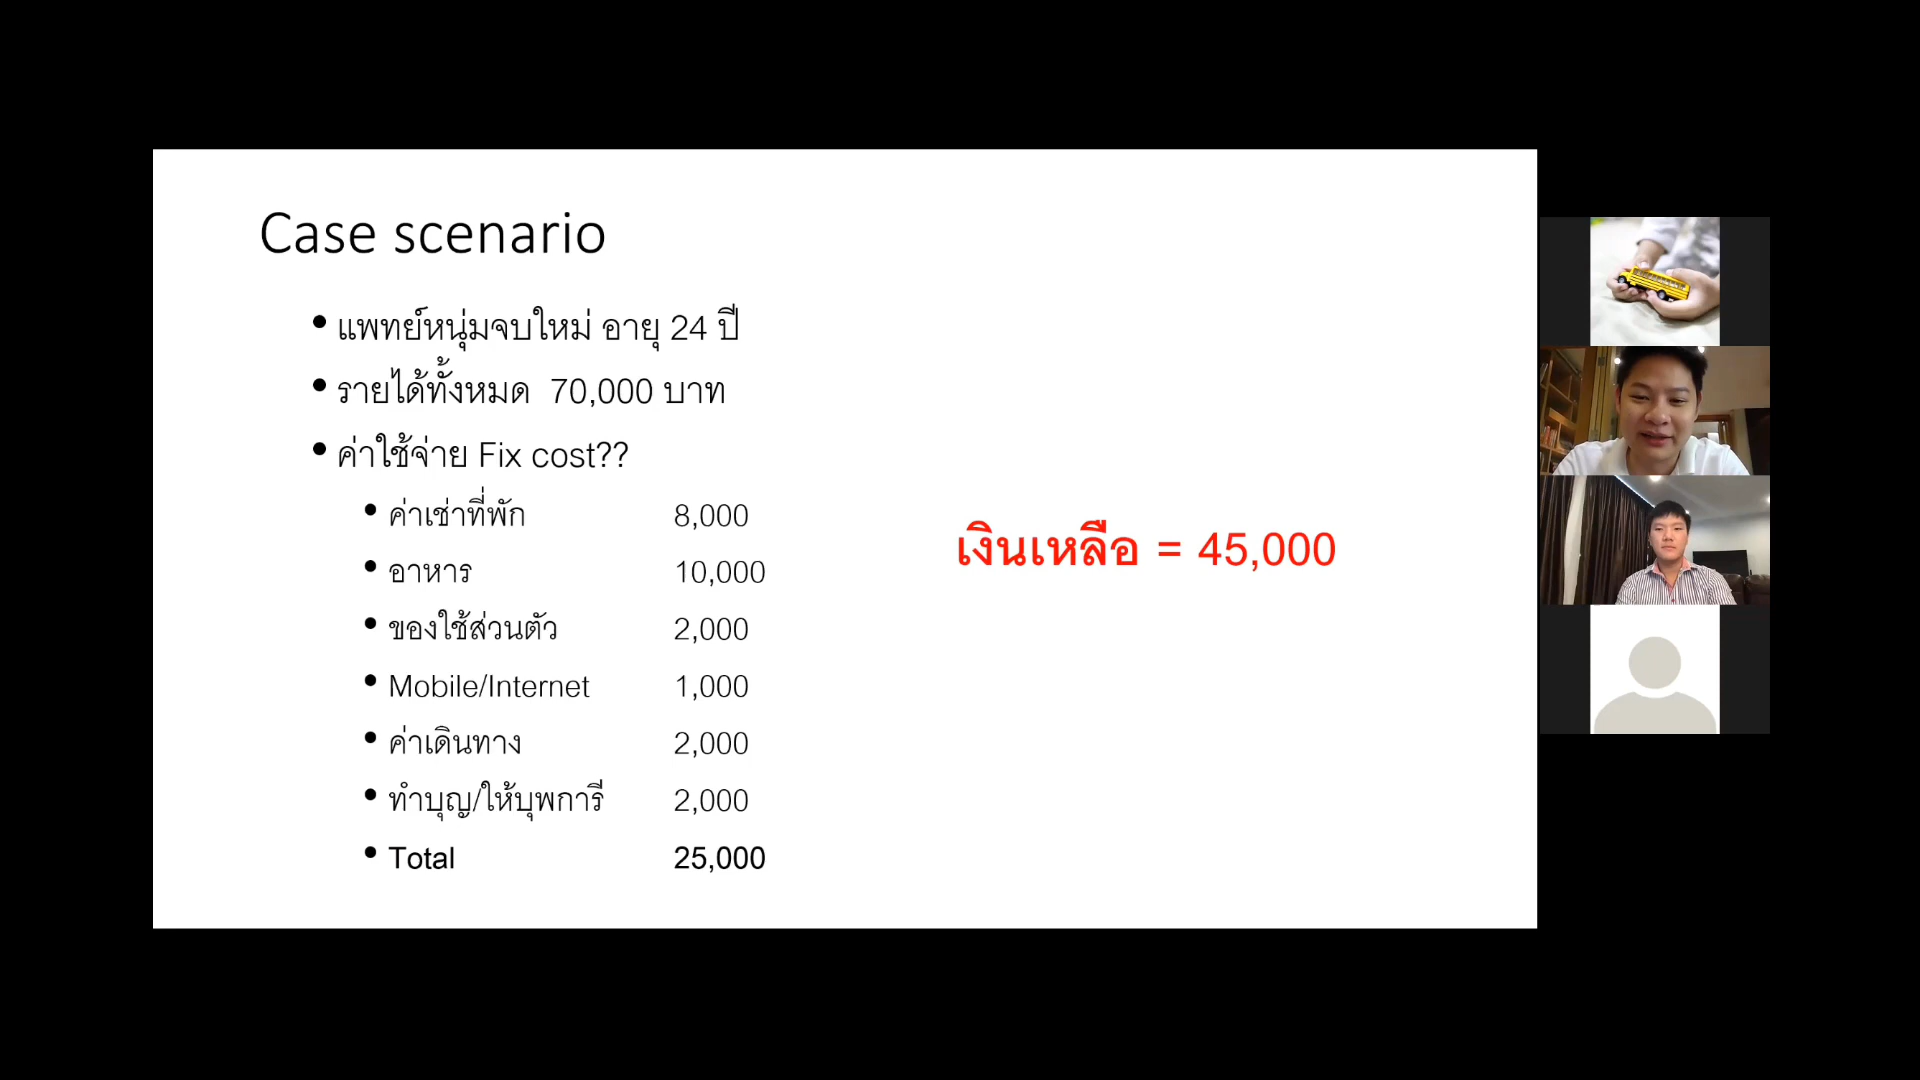 Case scenario
• แพทย์หนุ่มจบใหม่ อายุ 24 ปี
• รายได้ทั้งหมด 70,000 บาท
• ค่าใช้จ่าย Fix cost??
• ค่าเช่าที่พัก 8,000
• อาหาร 10,000
• ของใช้ส่วนตัว 2,000
• Mobile/Internet 1,000
• ค่าเดินทาง 2,000
• ทำบุญ/ให้บุพการี 2,000
• Total 25,000
เงินเหลือ = 45,000